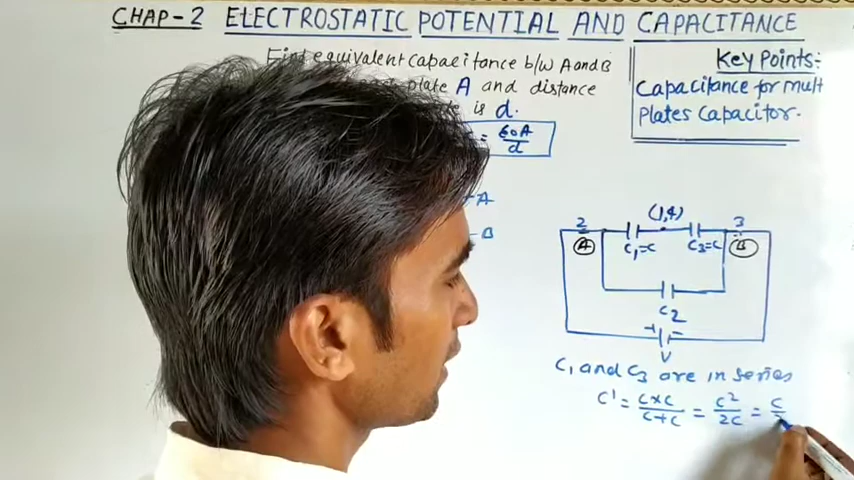 CHAP-2 ELECTROSTATIC POTENTIAL AND CAPACITANCE
Find equivalent capacitance b/w A and B
plate A and distance
is d.
= ε0A/d
A
B
Key Points:-
Capacitance for mult
Plates Capacitor.
2 (1,4) 3
A C1=C C3=C B
C2
+ -
V
C1 and C3 are in series
C' = C×C/C+C = C²/2C = C/